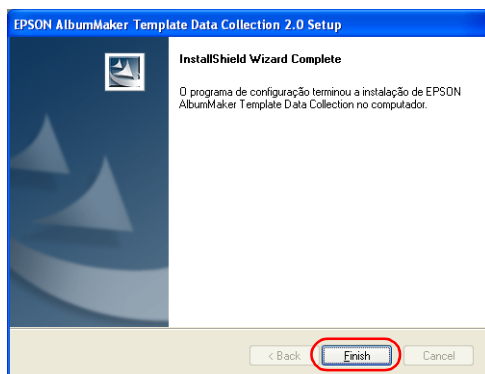 EPSON AlbumMaker Template Data Collection 2.0 Setup
InstallShield Wizard Complete
O programa de configuração terminou a instalação de EPSON
AlbumMaker Template Data Collection no computador.
< Back
Finish
Cancel